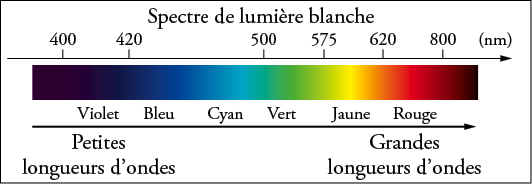 Spectre de lumière blanche
400 420 500 575 620 800 (nm)
Violet Bleu Cyan Vert Jaune Rouge
Petites Grandes
longueurs d'ondes longueurs d'ondes